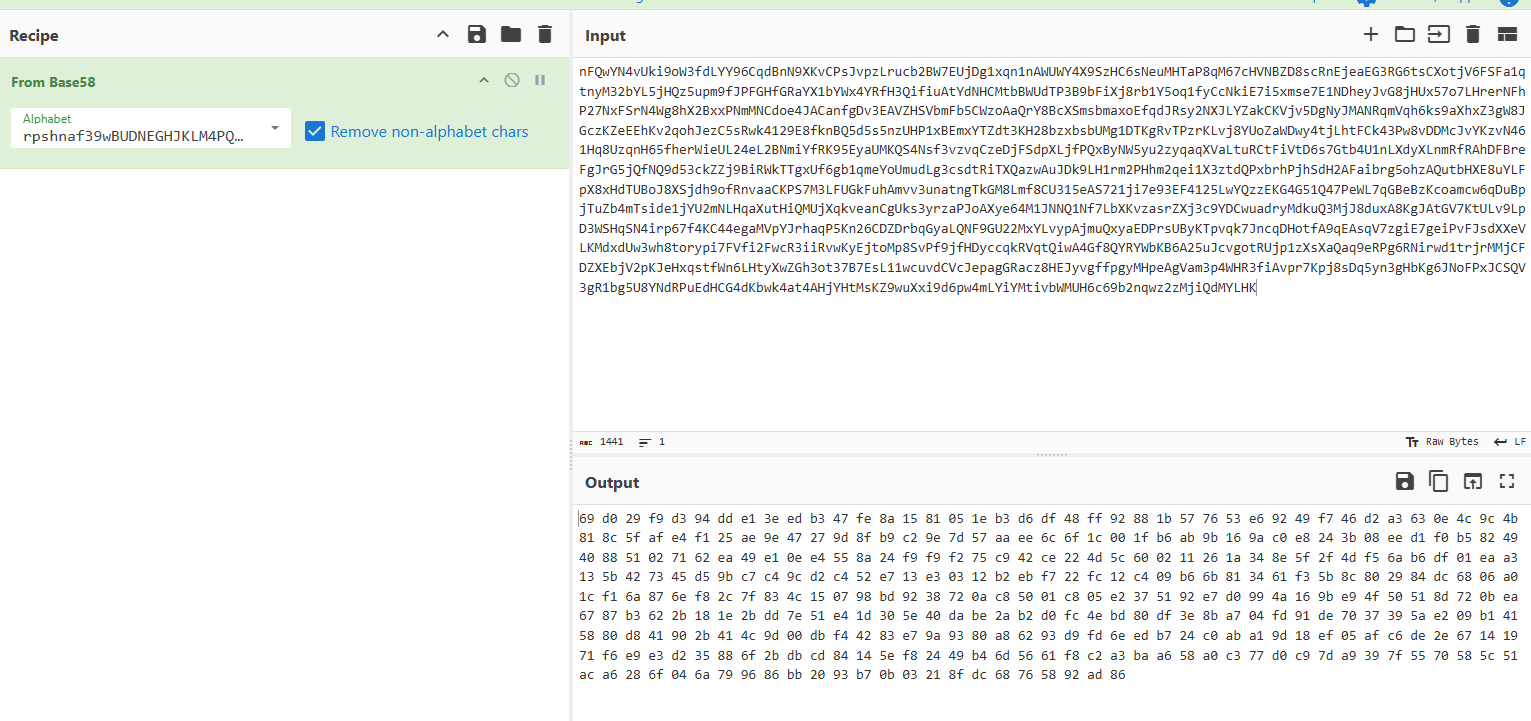 Recipe
From Base58
Alphabet
rpshnaf39wBUDNEGHJKLM4PQ…
Remove non-alphabet chars
Input
nFQwYN4vUki9oW3fdLYY96CqdBnN9XKvCPsJvpzLrucb2BW7EUjDg1xqn1nAWUWY4X9SzHC6sNeuMHTaP8qM67cHVNBZD8scRnEjeaEG3RG6tsCXotjV6FSFa1q
tnyM32bYL5jHQz5upm9fJPFGHfGRaYX1bYWx4YRfH3QifiuAtYdNHCMtbBWUdTP3B9bFiXj8rb1Y5oq1fyCcNkiE7i5xmse7E1NDheyJvG8jHUx57o7LHrerNFh
P27NxFSrN4Wg8hX2BxxPNmMNCdoe4JACanfgDv3EAVZHSVbmFb5CWzoAaQrY8BcXSmsbmaxoEfqdJRsy2NXJLYZakCKVjv5DgNyJMANRqmVqh6ks9aXhxZ3gW8J
GczKZeEEhKv2qohJezC5sRwk4129E8fknBQ5d5s5nzUHP1xBEmxYTZdt3KH28bzxbsbUMg1DTKgRvTPzrKLvj8YUoZaWDwy4tjLhtFCk43Pw8vDDMcJvYKzvN46
1Hq8UzqnH65fherWieUL24eL2BNmiYfRK95EyaUMKQS4Nsf3vzvqCzeDjFSdpXLjfPQxByNW5yu2zyqaqXVaLtuRCtFiVtD6s7Gtb4U1nLXdyXLnmRfRAhDFBre
FgJrG5jQfNQ9d53ckZZj9BiRWkTTgxUf6gb1qmeYoUmudLg3csdtRiTXQazwAuJDk9LH1rm2PHhm2qei1X3ztdQPxbrhPjhSdH2AFaibrg5ohzAQutbHXE8uYLF
pX8xHdTUBoJ8XSjdh9ofRnvaaCKPS7M3LFUGkFuhAmvv3unatngTkGM8Lmf8CU315eAS721ji7e93EF4125LwYQzzEKG4G51Q47PeWL7qGBeBzKcoamcw6qDuBp
jTuZb4mTside1jYU2mNLHqaXutHiQMUjXqkveanCgUks3yrzaPJoAXye64M1JNNQ1Nf7LbXKvzasrZXj3c9YDCwuadryMdkuQ3MjJ8duxA8KgJAtGV7KtULv9Lp
D3WSHqSN4irp67f4KC44egaMVpYJrhaqP5Kn26CDZDrbqGyaLQNF9GU22MxYLvypAjmuQxyaEDPrsUByKTpvqk7JncqDHotfA9qEAsqV7zgiE7geiPvFJsdXXeV
LKMdxdUw3wh8torypi7FVfi2FwcR3iiRvwKyEjtoMp8SvPf9jfHDyccqkRVqtQiwA4Gf8QYRYWbKB6A25uJcvgotRUjp1zXsXaQaq9eRPg6RNirwd1trjrMMjCF
DZXEbjV2pKJeHxqstfWn6LHtyXwZGh3ot37B7EsL11wcuvdCVcJepagGRacz8HEJyvgffpgyMHpeAgVam3p4WHR3fiAvpr7Kpj8sDq5yn3gHbKg6JNoFPxJCSQV
3gR1bg5U8YNdRPuEdHCG4dKbwk4at4AHjYHtMsKZ9wuXxi9d6pw4mLYiYMtivbWMUH6c69b2nqwz2zMjiQdMYLHK
ABC 1441 1 Raw Bytes LF
Output
69 d0 29 f9 d3 94 dd e1 3e ed b3 47 fe 8a 15 81 05 1e b3 d6 df 48 ff 92 88 1b 57 76 53 e6 92 49 f7 46 d2 a3 63 0e 4c 9c 4b
81 8c 5f af e4 f1 25 ae 9e 47 27 9d 8f b9 c2 9e 7d 57 aa ee 6c 6f 1c 00 1f b6 ab 9b 16 9a c0 e8 24 3b 08 ee d1 f0 b5 82 49
40 88 51 02 71 62 ea 49 e1 0e e4 55 8a 24 f9 f9 f2 75 c9 42 ce 22 4d 5c 60 02 11 26 1a 34 8e 5f 2f 4d f5 6a b6 df 01 ea a3
13 5b 42 73 45 d5 9b c7 c4 9c d2 c4 52 e7 13 e3 03 12 b2 eb f7 22 fc 12 c4 09 b6 6b 81 34 61 f3 5b 8c 80 29 84 dc 68 06 a0
1c f1 6a 87 6e f8 2c 7f 83 4c 15 07 98 bd 92 38 72 0a c8 50 01 c8 05 e2 37 51 92 e7 d0 99 4a 16 9b e9 4f 50 51 8d 72 0b ea
67 87 b3 62 2b 18 1e 2b dd 7e 51 e4 1d 30 5e 40 da be 2a b2 d0 fc 4e bd 80 df 3e 8b a7 04 fd 91 de 70 37 39 5a e2 09 b1 41
58 80 d8 41 90 2b 41 4c 9d 00 db f4 42 83 e7 9a 93 80 a8 62 93 d9 fd 6e ed b7 24 c0 ab a1 9d 18 ef 05 af c6 de 2e 67 14 19
71 f6 e9 e3 d2 35 88 6f 2b db cd 84 14 5e f8 24 49 b4 6d 56 61 f8 c2 a3 ba a6 58 a0 c3 77 d0 c9 7d a9 39 7f 55 70 58 5c 51
ac a6 28 6f 04 6a 79 96 86 bb 20 93 b7 0b 03 21 8f dc 68 76 58 92 ad 86